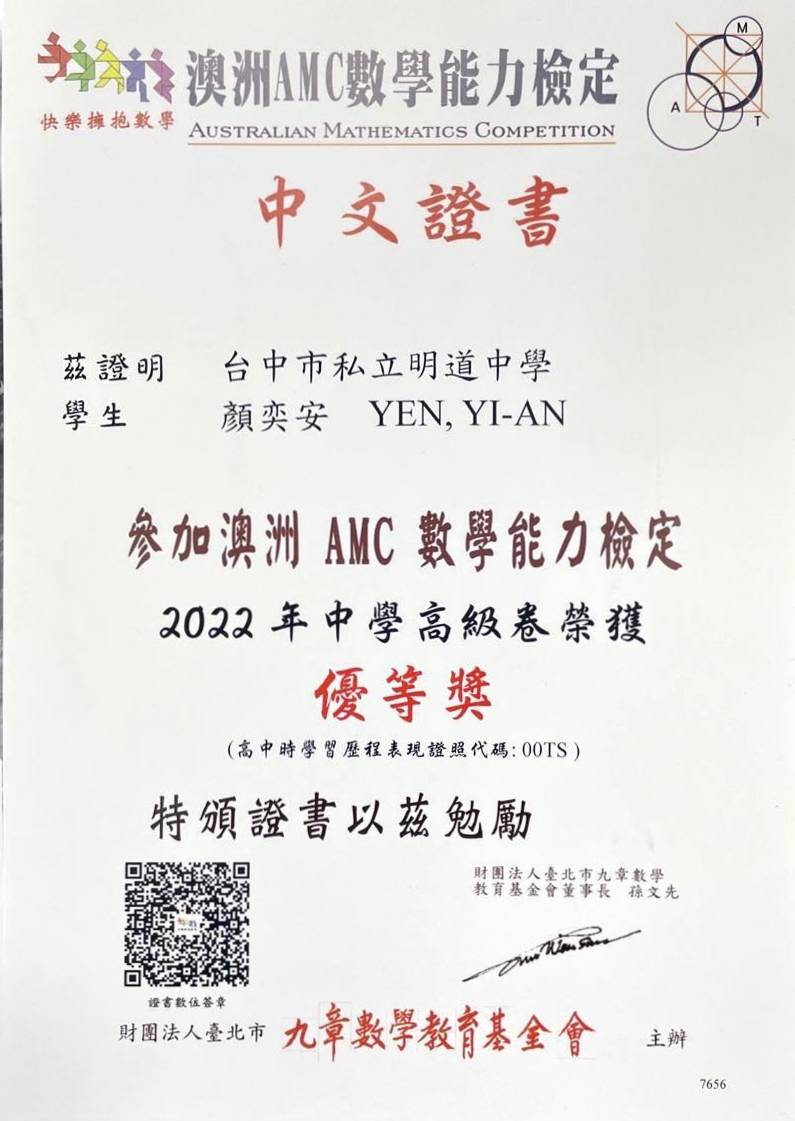 澳洲AMC數學能力檢定
快樂擁抱數學
AUSTRALIAN MATHEMATICS COMPETITION
M
A
T
中文證書
茲證明 台中市私立明道中學
學生 顏奕安 YEN, YI-AN
參加澳洲 AMC 數學能力檢定
2022 年中學高級卷榮獲
優等獎
(高中時學習歷程表現證照代碼: 00TS )
特頒證書以茲勉勵
財團法人臺北市九章數學
教育基金會董事長 孫文先
證書數位簽章
財團法人臺北市 九章數學教育基金會 主辦
7656